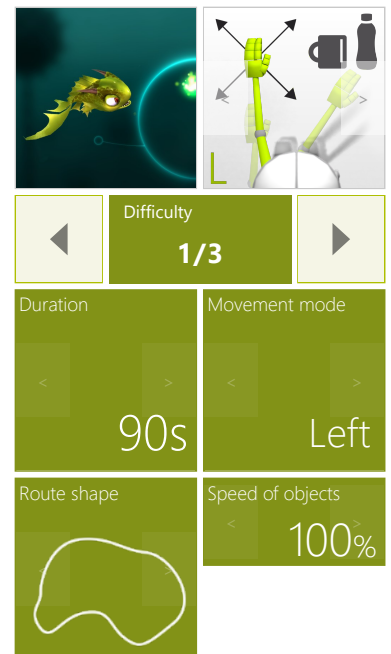 L
Difficulty
1/3
Duration
Movement mode
< >
< >
90s
Left
Route shape
Speed of objects
< >
100%